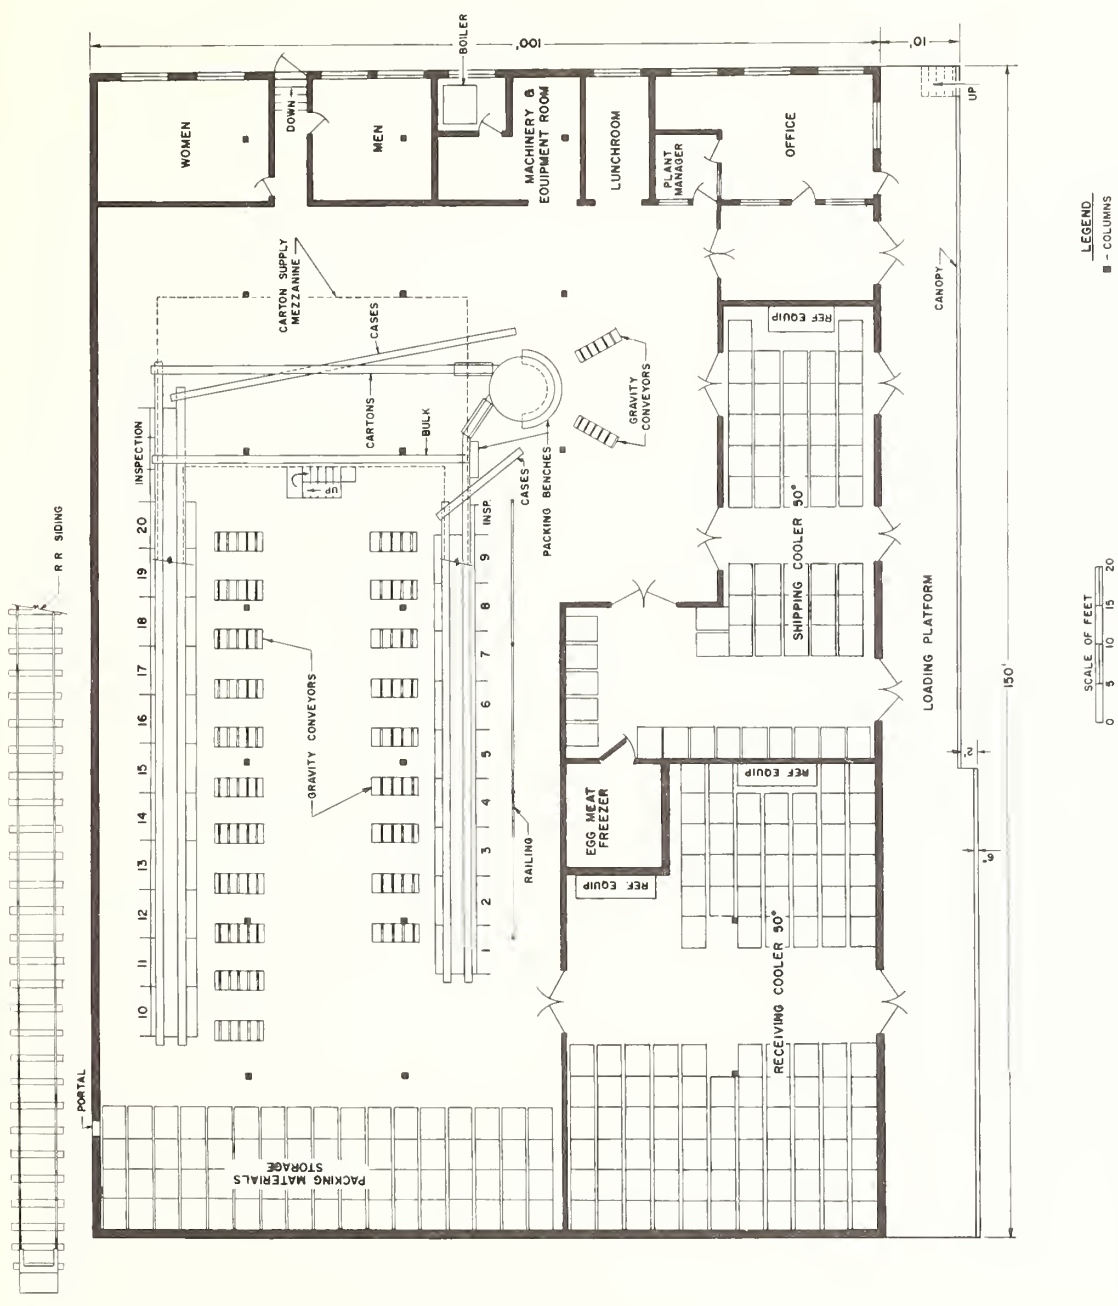 100'
10'
BOILER
UP
DOWN
WOMEN
MEN
MACHINERY &
EQUIPMENT ROOM
LUNCHROOM
PLANT
MANAGER
OFFICE
LEGEND
- COLUMNS
CARTON SUPPLY
MEZZANINE
CASES
CANOPY
REF EQUIP
GRAVITY
CONVEYORS
CARTONS
BULK
INSPECTION
UP
CASES
PACKING BENCHES
INSP.
R R SIDING
SHIPPING COOLER 50°
20
19
18
17
16
15
14
13
12
11
10
9
8
7
6
5
4
3
2
1
GRAVITY CONVEYORS
LOADING PLATFORM
150'
SCALE OF FEET
0 5 10 15 20
2'
REF EQUIP
EGG MEAT
FREEZER
RAILING
6"
REF. EQUIP
RECEIVING COOLER 50°
PORTAL
PACKING MATERIALS
STORAGE